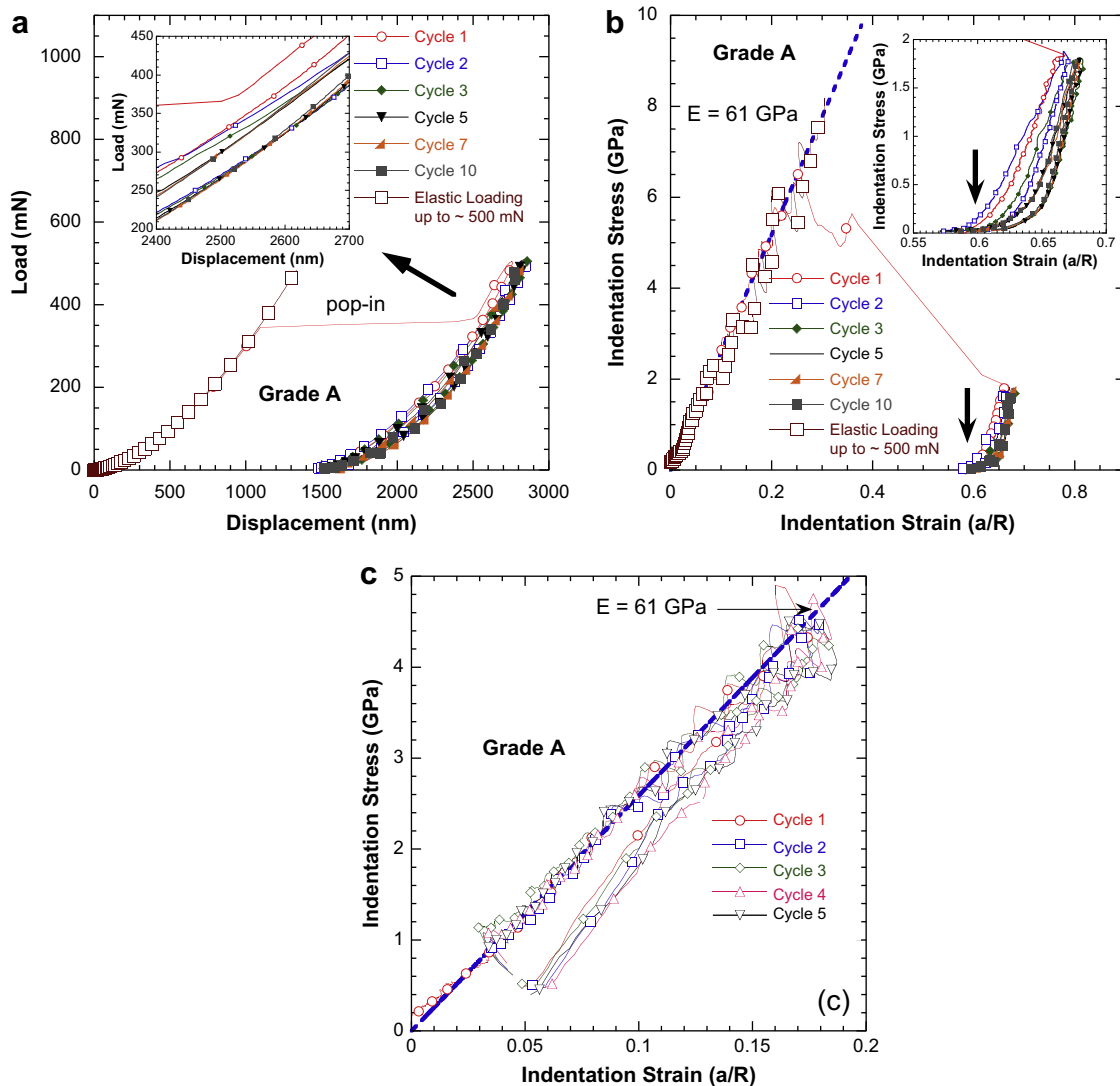 a
1000
800
600
400
200
0
Load (mN)
0
500
1000
1500
2000
2500
3000
Displacement (nm)
450
400
350
300
250
200
Load (mN)
2400
2500
2600
2700
Displacement (nm)
Cycle 1
Cycle 2
Cycle 3
Cycle 5
Cycle 7
Cycle 10
Elastic Loading
up to ~ 500 mN
pop-in
Grade A
b
10
8
6
4
2
0
Indentation Stress (GPa)
0
0.2
0.4
0.6
0.8
Indentation Strain (a/R)
Grade A
E = 61 GPa
2
1.5
1
0.5
0
Indentation Stress (GPa)
0.55
0.6
0.65
0.7
Indentation Strain (a/R)
Cycle 1
Cycle 2
Cycle 3
Cycle 5
Cycle 7
Cycle 10
Elastic Loading
up to ~ 500 mN
c
5
4
3
2
1
0
Indentation Stress (GPa)
0
0.05
0.1
0.15
0.2
Indentation Strain (a/R)
E = 61 GPa
Grade A
Cycle 1
Cycle 2
Cycle 3
Cycle 4
Cycle 5
(c)